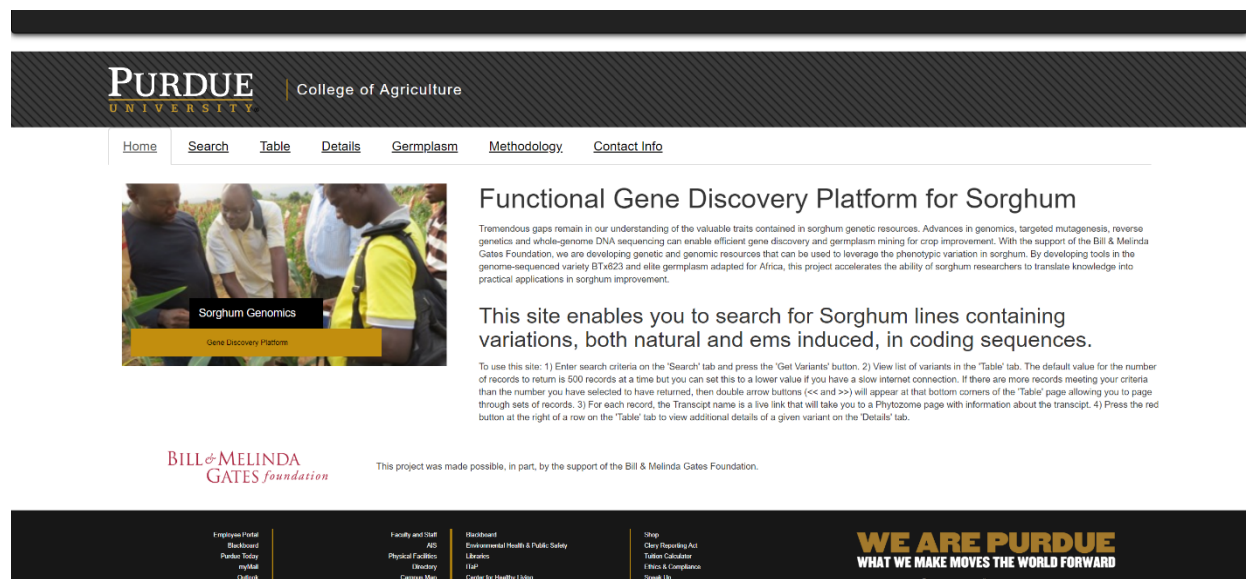 PURDUE
UNIVERSITY
College of Agriculture
Home Search Table Details Germplasm Methodology Contact Info
Sorghum Genomics
Gene Discovery Platform
Functional Gene Discovery Platform for Sorghum
Tremendous gaps remain in our understanding of the valuable traits contained in sorghum genetic resources. Advances in genomics, targeted mutagenesis, reverse
genetics and whole-genome DNA sequencing can enable efficient gene discovery and germplasm mining for crop improvement. With the support of the Bill & Melinda
Gates Foundation, we are developing genetic and genomic resources that can be used to leverage the phenotypic variation in sorghum. By developing tools in the
genome-sequenced variety BTx623 and elite germplasm adapted for Africa, this project accelerates the ability of sorghum researchers to translate knowledge into
practical applications in sorghum improvement.
This site enables you to search for Sorghum lines containing
variations, both natural and ems induced, in coding sequences.
To use this site: 1) Enter search criteria on the 'Search' tab and press the 'Get Variants' button. 2) View list of variants in the 'Table' tab. The default value for the number
of records to return is 500 records at a time but you can set this to a lower value if you have a slow internet connection. If there are more records meeting your criteria
than the number you have selected to have returned, then double arrow buttons (<< and >>) will appear at that bottom corners of the 'Table' page allowing you to page
through sets of records. 3) For each record, the Transcipt name is a live link that will take you to a Phytozome page with information about the transcipt. 4) Press the red
button at the right of a row on the 'Table' tab to view additional details of a given variant on the 'Details' tab.
BILL & MELINDA
GATES foundation
This project was made possible, in part, by the support of the Bill & Melinda Gates Foundation.
Employee Portal
Blackboard
Purdue Today
myMail
Outlook
Faculty and Staff
AIS
Physical Facilities
Directory
Campus Map
Blackboard
Environmental Health & Public Safety
Libraries
ITaP
Center for Healthy Living
Shop
Clery Reporting Act
Tuition Calculator
Ethics & Compliance
Speak Up
WE ARE PURDUE
WHAT WE MAKE MOVES THE WORLD FORWARD